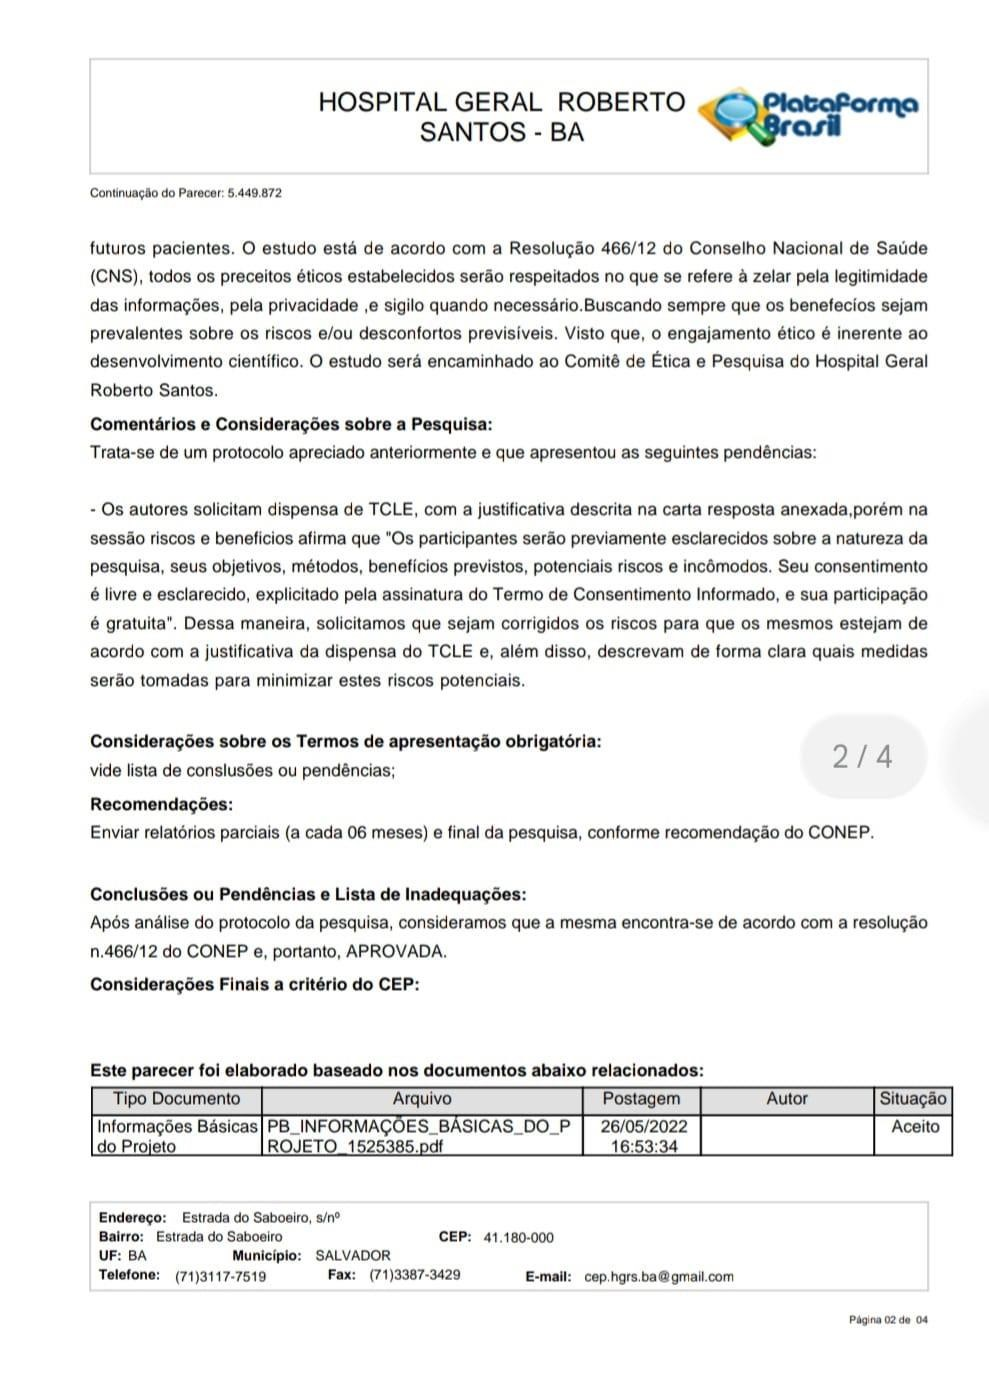 HOSPITAL GERAL ROBERTO
SANTOS - BA
PlataForma
Brasil
Continuação do Parecer: 5.449.872
futuros pacientes. O estudo está de acordo com a Resolução 466/12 do Conselho Nacional de Saúde
(CNS), todos os preceitos éticos estabelecidos serão respeitados no que se refere à zelar pela legitimidade
das informações, pela privacidade ,e sigilo quando necessário.Buscando sempre que os benefecíos sejam
prevalentes sobre os riscos e/ou desconfortos previsíveis. Visto que, o engajamento ético é inerente ao
desenvolvimento científico. O estudo será encaminhado ao Comitê de Ética e Pesquisa do Hospital Geral
Roberto Santos.
Comentários e Considerações sobre a Pesquisa:
Trata-se de um protocolo apreciado anteriormente e que apresentou as seguintes pendências:
- Os autores solicitam dispensa de TCLE, com a justificativa descrita na carta resposta anexada,porém na
sessão riscos e beneficios afirma que "Os participantes serão previamente esclarecidos sobre a natureza da
pesquisa, seus objetivos, métodos, benefícios previstos, potenciais riscos e incômodos. Seu consentimento
é livre e esclarecido, explicitado pela assinatura do Termo de Consentimento Informado, e sua participação
é gratuita". Dessa maneira, solicitamos que sejam corrigidos os riscos para que os mesmos estejam de
acordo com a justificativa da dispensa do TCLE e, além disso, descrevam de forma clara quais medidas
serão tomadas para minimizar estes riscos potenciais.
Considerações sobre os Termos de apresentação obrigatória:
2 / 4
vide lista de conslusões ou pendências;
Recomendações:
Enviar relatórios parciais (a cada 06 meses) e final da pesquisa, conforme recomendação do CONEP.
Conclusões ou Pendências e Lista de Inadequações:
Após análise do protocolo da pesquisa, consideramos que a mesma encontra-se de acordo com a resolução
n.466/12 do CONEP e, portanto, APROVADA.
Considerações Finais a critério do CEP:
Este parecer foi elaborado baseado nos documentos abaixo relacionados:
Tipo Documento Arquivo Postagem Autor Situação
Informações Básicas PB_INFORMAÇÕES_BÁSICAS_DO_P 26/05/2022 Aceito
do Projeto ROJETO_1525385.pdf 16:53:34
Endereço: Estrada do Saboeiro, s/nº
Bairro: Estrada do Saboeiro CEP: 41.180-000
UF: BA Município: SALVADOR
Telefone: (71)3117-7519 Fax: (71)3387-3429 E-mail: cep.hgrs.ba@gmail.com
Página 02 de 04